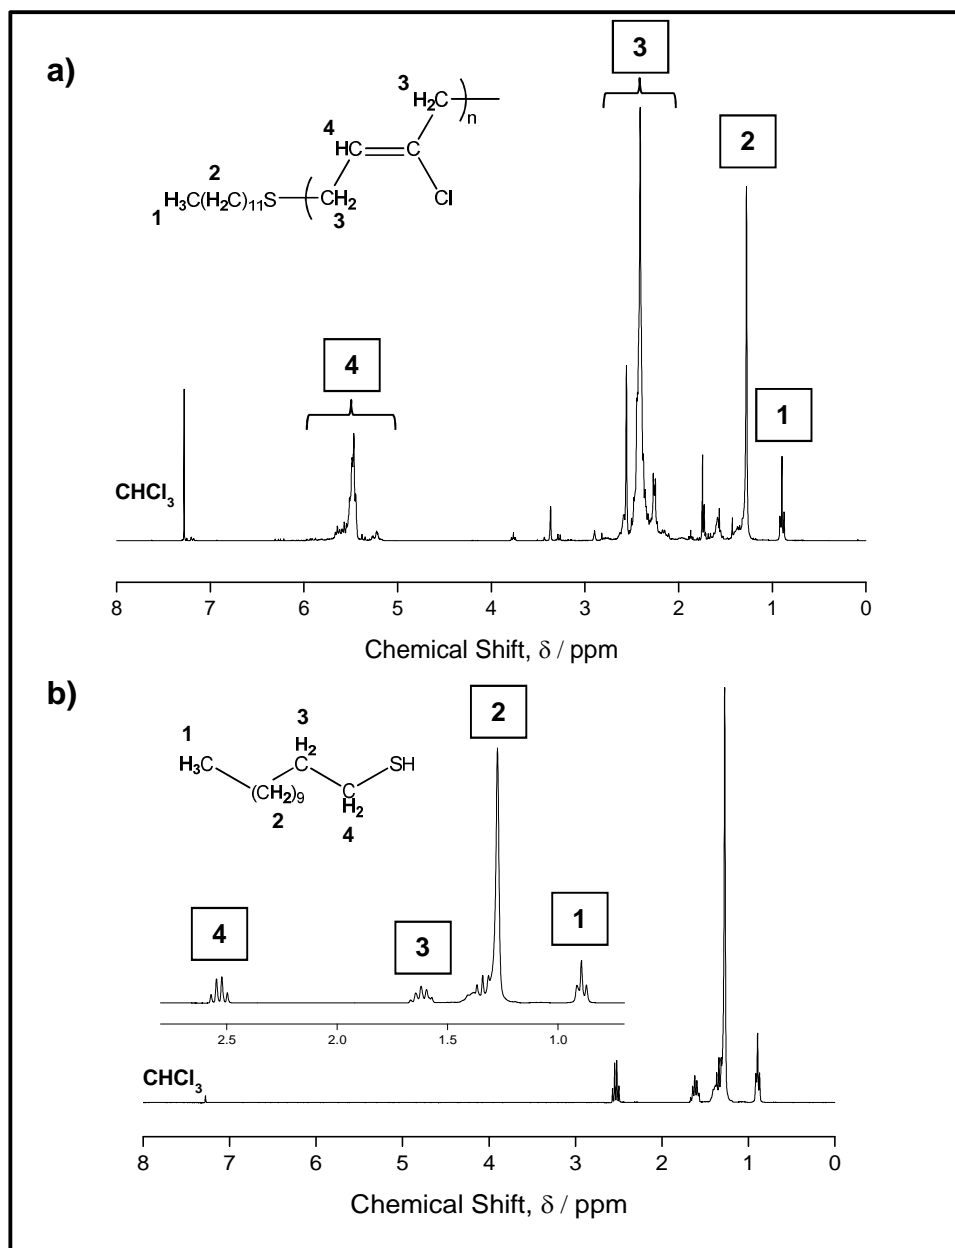 a)
3
3
H₂C
n
4
HC
C
2
2
H₃C(H₂C)₁₁S
CH₂
Cl
1
3
4
1
CHCl₃
8 7 6 5 4 3 2 1 0
Chemical Shift, δ / ppm
b)
2
3
1
H₂
H₃C
C
SH
(CH₂)₉
C
H₂
2
4
4
3
1
2.5 2.0 1.5 1.0
CHCl₃
8 7 6 5 4 3 2 1 0
Chemical Shift, δ / ppm